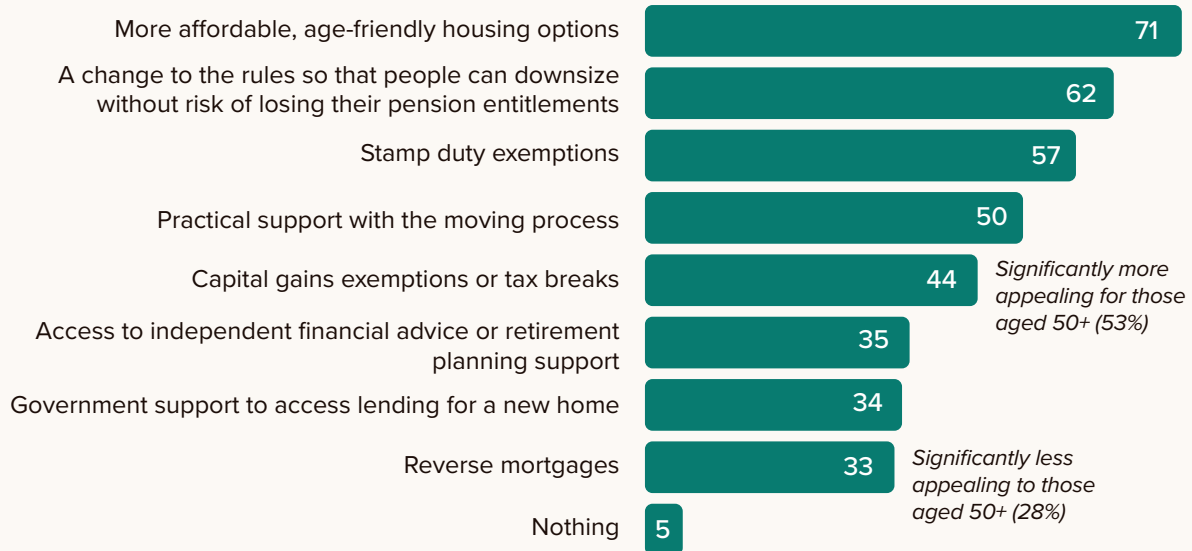 More affordable, age-friendly housing options
71
A change to the rules so that people can downsize
without risk of losing their pension entitlements
62
Stamp duty exemptions
57
Practical support with the moving process
50
Capital gains exemptions or tax breaks
44
Significantly more
appealing for those
aged 50+ (53%)
Access to independent financial advice or retirement
planning support
35
Government support to access lending for a new home
34
Reverse mortgages
33
Significantly less
appealing to those
aged 50+ (28%)
Nothing
5